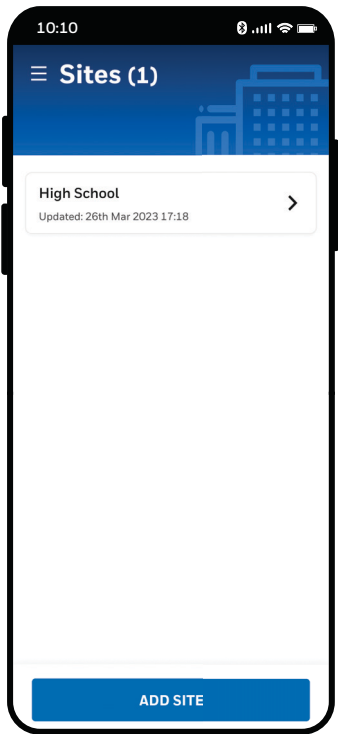 10:10
Sites (1)
High School
Updated: 26th Mar 2023 17:18
ADD SITE